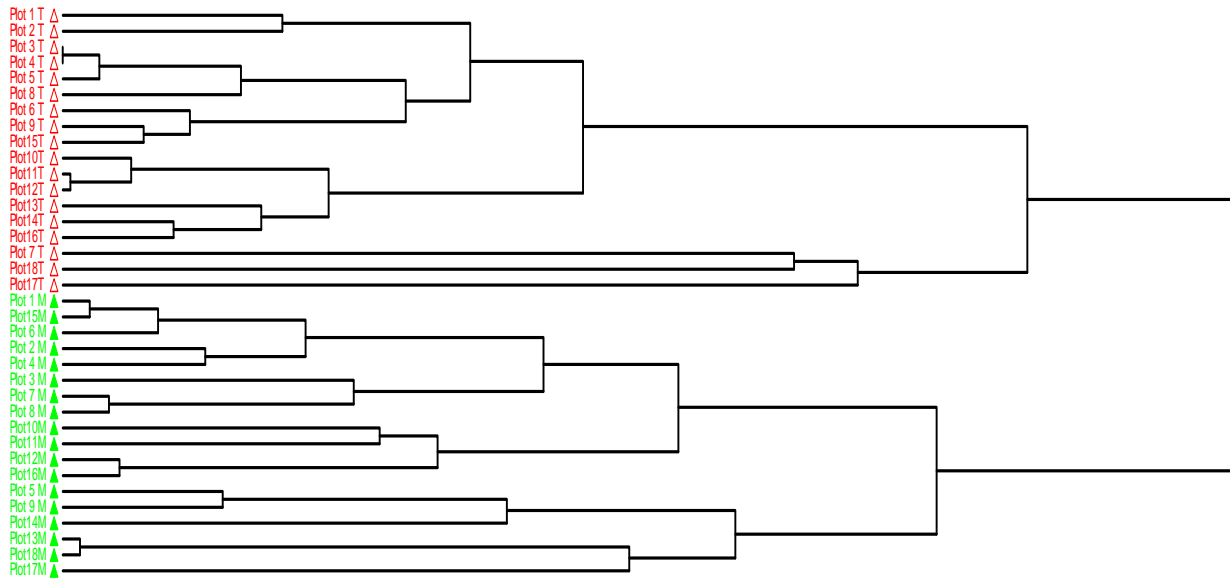 Plot 1 T
Plot 2 T
Plot 3 T
Plot 4 T
Plot 5 T
Plot 8 T
Plot 6 T
Plot 9 T
Plot15T
Plot10T
Plot11T
Plot12T
Plot13T
Plot14T
Plot16T
Plot 7 T
Plot18T
Plot17T
Plot 1 M
Plot15M
Plot 6 M
Plot 2 M
Plot 4 M
Plot 3 M
Plot 7 M
Plot 8 M
Plot10M
Plot11M
Plot12M
Plot16M
Plot 5 M
Plot 9 M
Plot14M
Plot13M
Plot18M
Plot17M